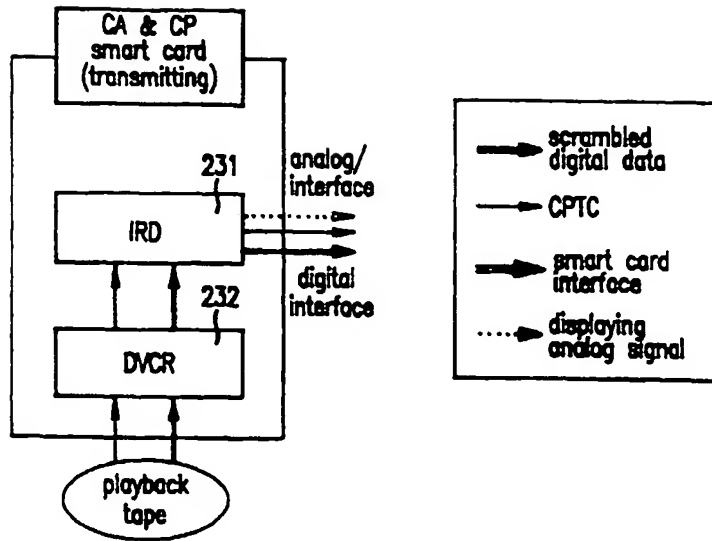 CA & CP
smart card
(transmitting)
231
analog/
interface
IRD
digital
interface
232
DVCR
playback
tape
scrambled
digital data
CPTC
smart card
interface
displaying
analog signal